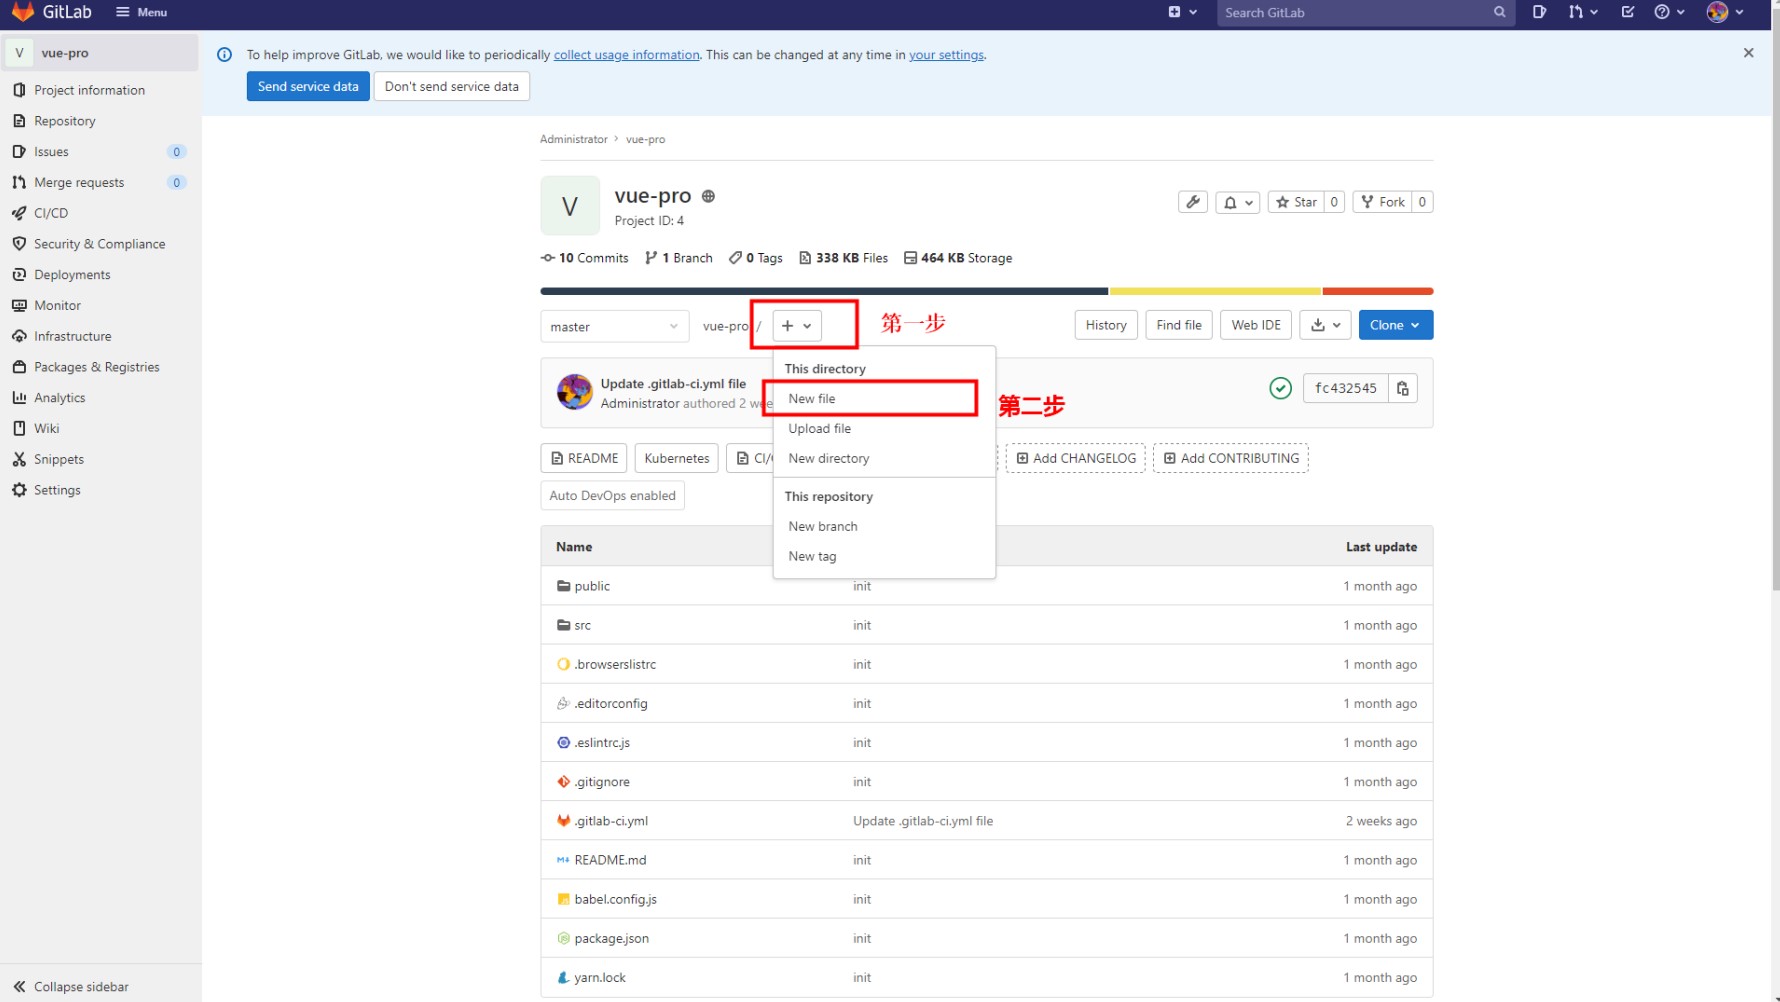 GitLab Menu Search GitLab
V vue-pro
Project information
Repository
Issues 0
Merge requests 0
CI/CD
Security & Compliance
Deployments
Monitor
Infrastructure
Packages & Registries
Analytics
Wiki
Snippets
Settings
Collapse sidebar
To help improve GitLab, we would like to periodically collect usage information. This can be changed at any time in your settings.
Send service data Don't send service data
Administrator > vue-pro
V
vue-pro
Project ID: 4
Star 0 Fork 0
10 Commits 1 Branch 0 Tags 338 KB Files 464 KB Storage
master vue-pro / + 第一步 History Find file Web IDE Clone
This directory
New file
第二步
Upload file
New directory
This repository
New branch
New tag
Update .gitlab-ci.yml file
Administrator authored 2
fc432545
README Kubernetes CI/ Add CHANGELOG Add CONTRIBUTING
Auto DevOps enabled
Name Last update
public init 1 month ago
src init 1 month ago
.browserslistrc init 1 month ago
.editorconfig init 1 month ago
.eslintrc.js init 1 month ago
.gitignore init 1 month ago
.gitlab-ci.yml Update .gitlab-ci.yml file 2 weeks ago
README.md init 1 month ago
babel.config.js init 1 month ago
package.json init 1 month ago
yarn.lock init 1 month ago